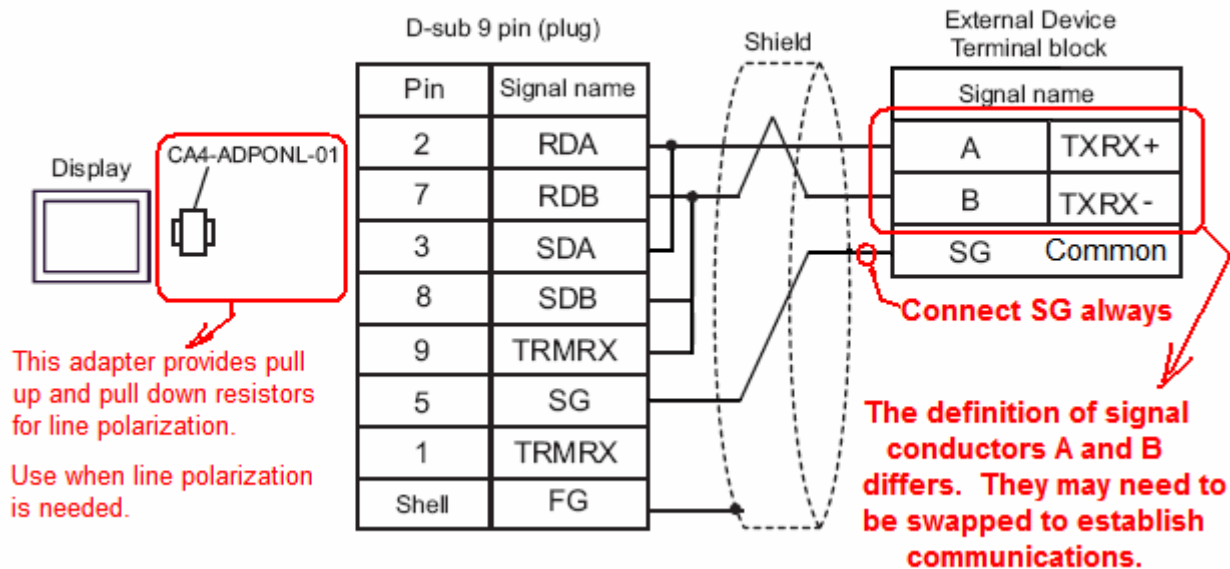 D-sub 9 pin (plug)
Shield
External Device
Terminal block
Pin Signal name
2 RDA
7 RDB
3 SDA
8 SDB
9 TRMRX
5 SG
1 TRMRX
Shell FG
Signal name
A TXRX+
B TXRX-
SG Common
Display
CA4-ADPONL-01
Connect SG always
This adapter provides pull
up and pull down resistors
for line polarization.
Use when line polarization
is needed.
The definition of signal
conductors A and B
differs. They may need to
be swapped to establish
communications.